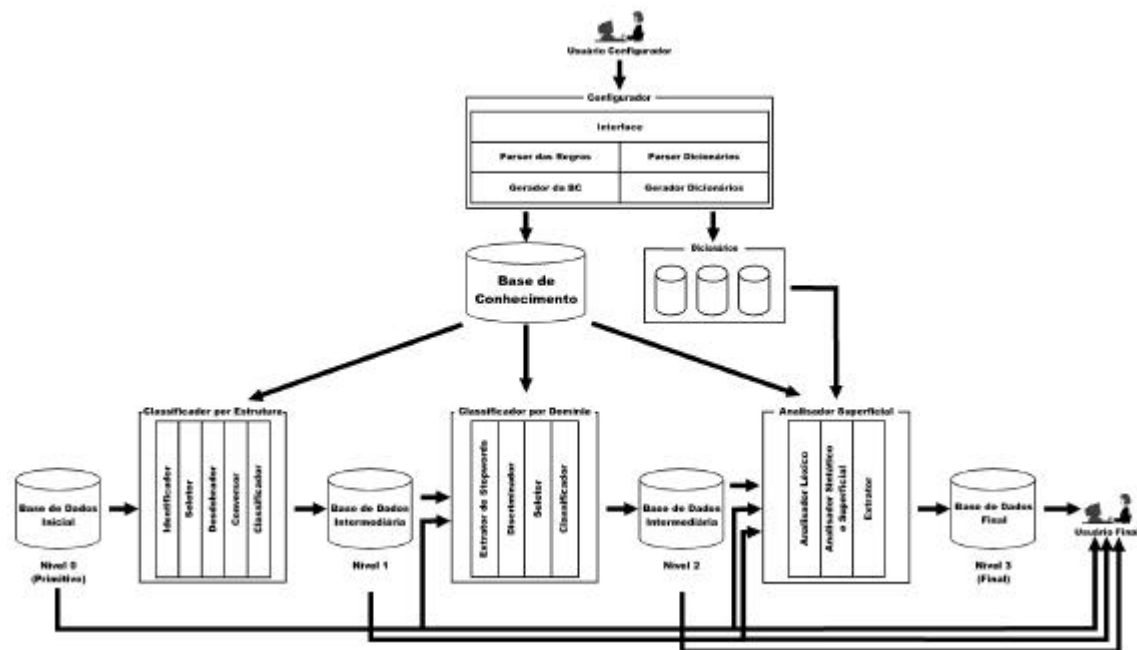 Usuário Configurador
Configurador
Interface
Parser das Regras
Parser Dicionários
Gerador da BC
Gerador Dicionários
Dicionários
Base de
Conhecimento
Classificador por Estrutura
Classificador por Domínio
Analisador Superficial
Base de Dados
Inicial
Identificador
Seletor
Desdobrador
Conversor
Classificador
Base de Dados
Intermediária
Extrator de Stopwords
Discriminador
Seletor
Classificador
Base de Dados
Intermediária
Analisador Léxico
Analisador Sintático
e Superficial
Extrator
Base de Dados
Final
Usuário Final
Nível 0
(Primitivo)
Nível 1
Nível 2
Nível 3
(Final)